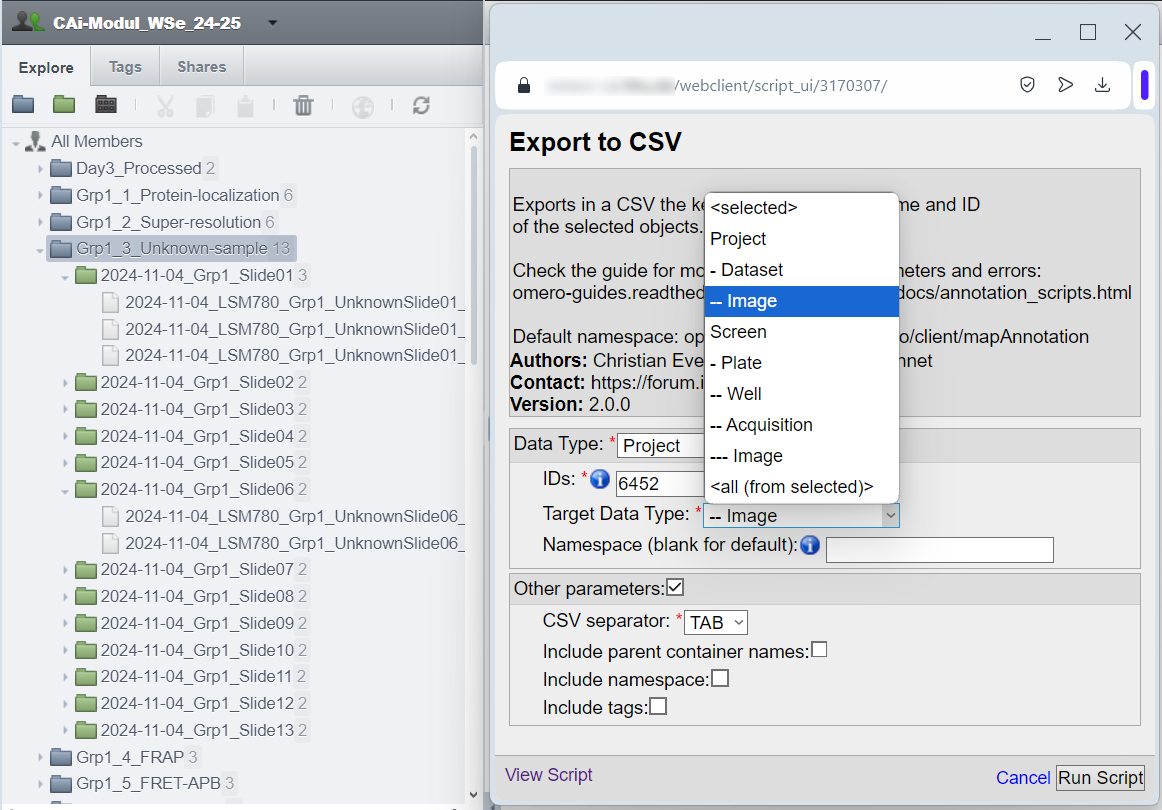 CAi-Modul_WSe_24-25
Explore
Tags
Shares
All Members
Day3_Processed 2
Grp1_1_Protein-localization 6
Grp1_2_Super-resolution 6
Grp1_3_Unknown-sample 13
2024-11-04_Grp1_Slide01 3
2024-11-04_LSM780_Grp1_UnknownSlide01_
2024-11-04_LSM780_Grp1_UnknownSlide01_
2024-11-04_LSM780_Grp1_UnknownSlide01_
2024-11-04_Grp1_Slide02 2
2024-11-04_Grp1_Slide03 2
2024-11-04_Grp1_Slide04 2
2024-11-04_Grp1_Slide05 2
2024-11-04_Grp1_Slide06 2
2024-11-04_LSM780_Grp1_UnknownSlide06_
2024-11-04_LSM780_Grp1_UnknownSlide06_
2024-11-04_Grp1_Slide07 2
2024-11-04_Grp1_Slide08 2
2024-11-04_Grp1_Slide09 2
2024-11-04_Grp1_Slide10 2
2024-11-04_Grp1_Slide11 2
2024-11-04_Grp1_Slide12 2
2024-11-04_Grp1_Slide13 2
Grp1_4_FRAP 3
Grp1_5_FRET-APB 3
/webclient/script_ui/3170307/
Export to CSV
Exports in a CSV the ke me and ID
of the selected objects.
Check the guide for mo meters and errors:
omero-guides.readthed docs/annotation_scripts.html
Default namespace: op o/client/mapAnnotation
Authors: Christian Eve nnet
Contact: https://forum.i
Version: 2.0.0
<selected>
Project
- Dataset
-- Image
Screen
- Plate
-- Well
-- Acquisition
--- Image
<all (from selected)>
Data Type: * Project
IDs: * 6452
Target Data Type: * -- Image
Namespace (blank for default):
Other parameters:
CSV separator: * TAB
Include parent container names:
Include namespace:
Include tags:
View Script
Cancel
Run Script